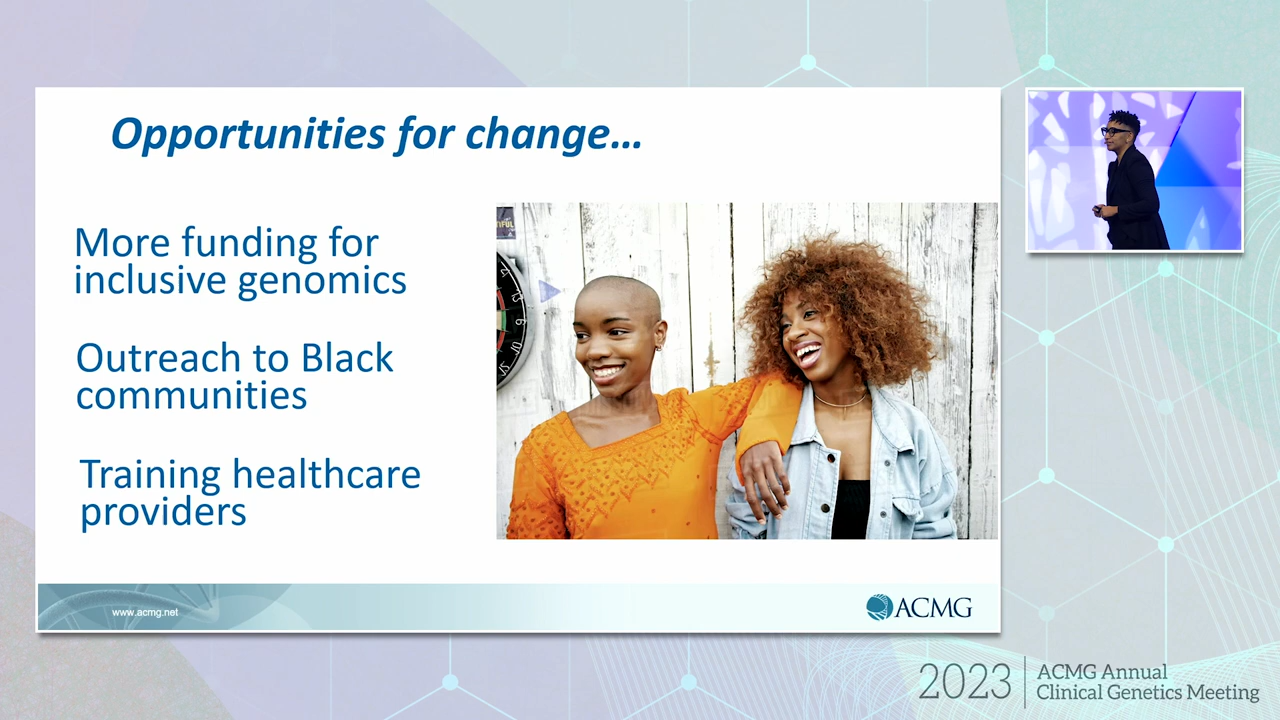 Opportunities for change...
More funding for
inclusive genomics
Outreach to Black
communities
Training healthcare
providers
www.acmg.net
ACMG
2023
ACMG Annual
Clinical Genetics Meeting